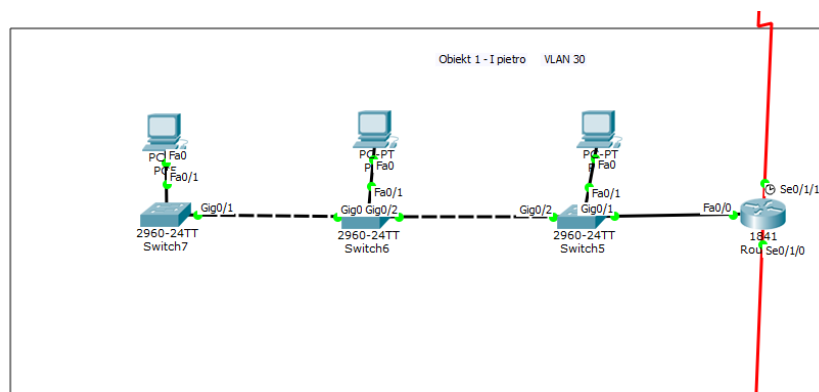 Obiekt 1 - I pietro VLAN 30
Fa0
Fa0/1
Gig0/1
2960-24TT
Switch7
Fa0
Fa0/1
Gig0 Gig0/2
2960-24TT
Switch6
PC-PT
Fa0
Fa0/1
Gig0/2 Gig0/1
2960-24TT
Switch5
Fa0/0
Se0/1/1
1841
Rou Se0/1/0